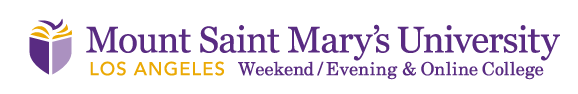 Mount Saint Mary's University
LOS ANGELES Weekend/Evening & Online College